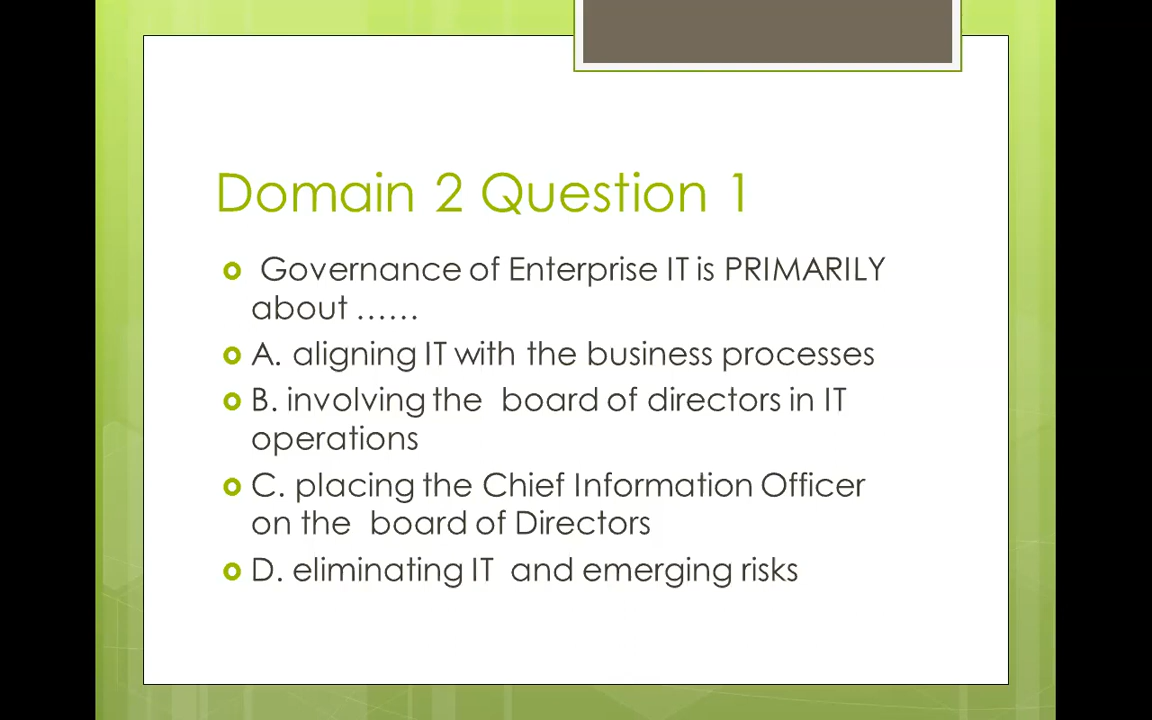 Domain 2 Question 1
Governance of Enterprise IT is PRIMARILY
about ......
A. aligning IT with the business processes
B. involving the board of directors in IT
operations
C. placing the Chief Information Officer
on the board of Directors
D. eliminating IT and emerging risks